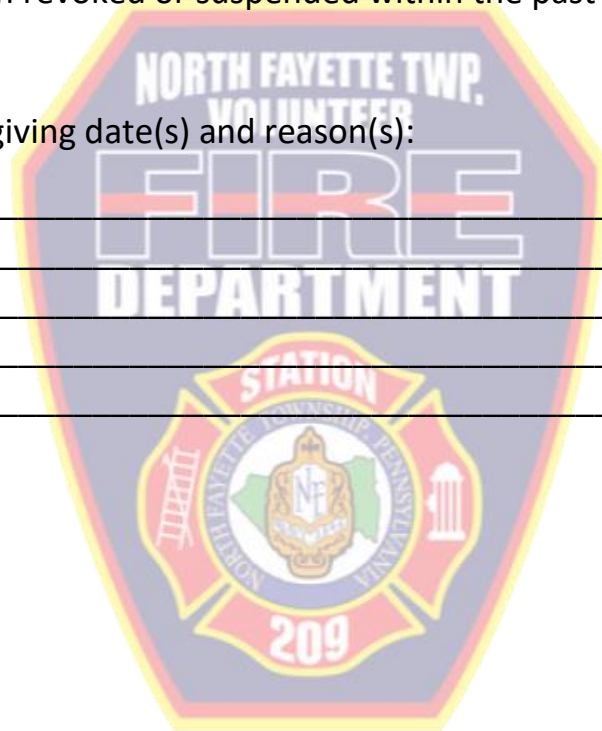 revoked or suspended within the past
NORTH FAYETTE TWP.
VOLUNTEER
giving date(s) and reason(s):
FIRE
DEPARTMENT
STATION
NORTH FAYETTE TOWNSHIP, PENNSYLVANIA
NF
209